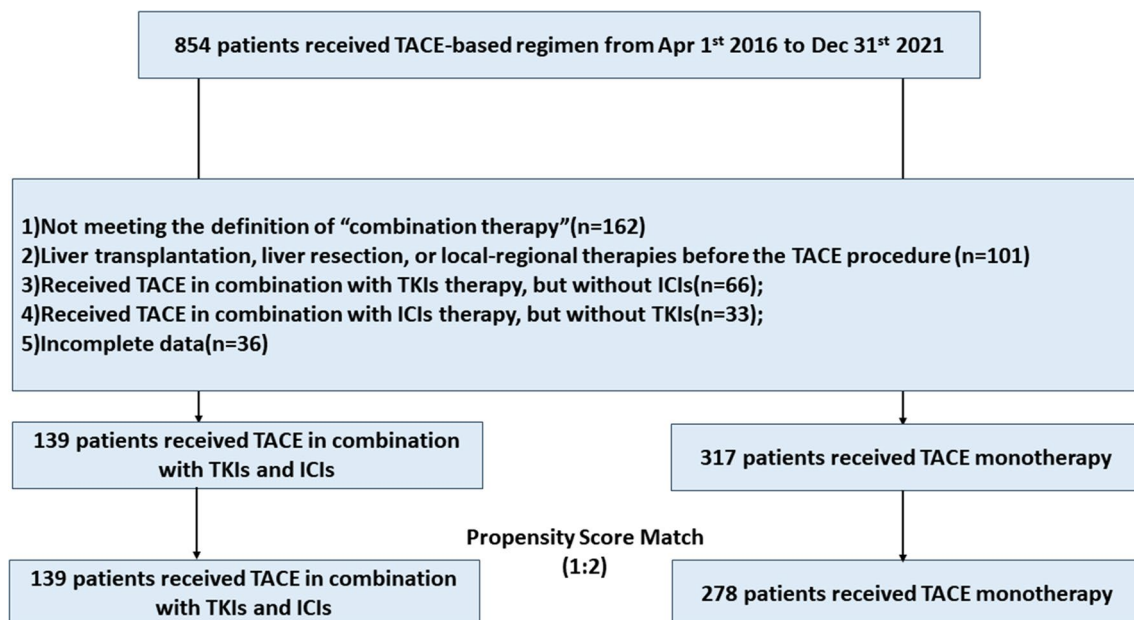 854 patients received TACE-based regimen from Apr 1st 2016 to Dec 31st 2021
1)Not meeting the definition of “combination therapy”(n=162)
2)Liver transplantation, liver resection, or local-regional therapies before the TACE procedure(n=101)
3)Received TACE in combination with TKIs therapy, but without ICIs(n=66);
4)Received TACE in combination with ICIs therapy, but without TKIs(n=33);
5)Incomplete data(n=36)
139 patients received TACE in combination
with TKIs and ICIs
317 patients received TACE monotherapy
Propensity Score Match
(1:2)
139 patients received TACE in combination
with TKIs and ICIs
278 patients received TACE monotherapy